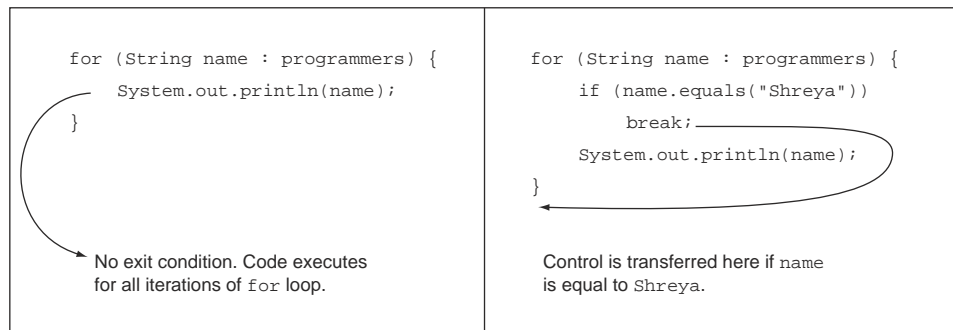 for (String name : programmers) {
System.out.println(name);
}
No exit condition. Code executes
for all iterations of for loop.
for (String name : programmers) {
if (name.equals("Shreya"))
break;
System.out.println(name);
}
Control is transferred here if name
is equal to Shreya.